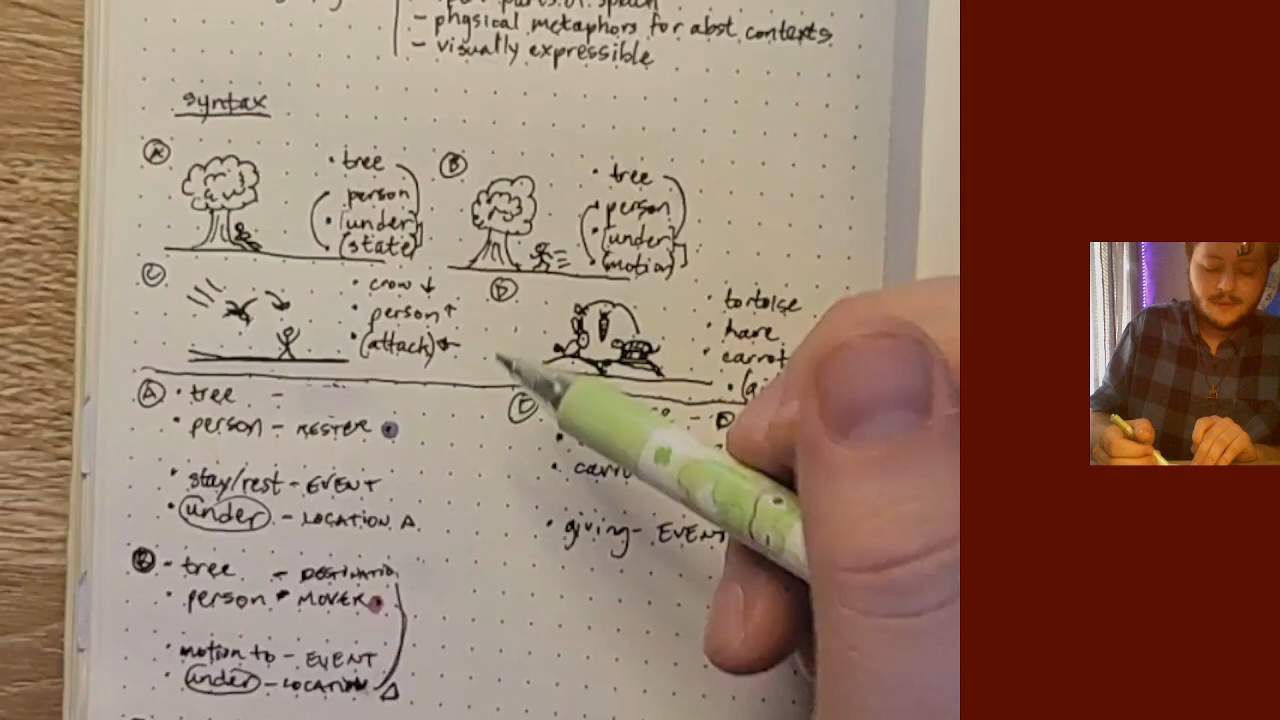 - physical metaphors for abst contexts
- visually expressible
syntax
A
• tree
person
• (under)
(state)
B
• tree
• person
• (under)
• (motion)
C
• crow ↓
• person ↑
• (attack)
D
• tortoise
• hare
• carrot
A • tree -
• person - RESTER
• stay/rest - EVENT
• under - LOCATION A
B - tree - DESTINATIO
• person - MOVER
• motion to - EVENT
• under - LOCATION
• giving - EVENT